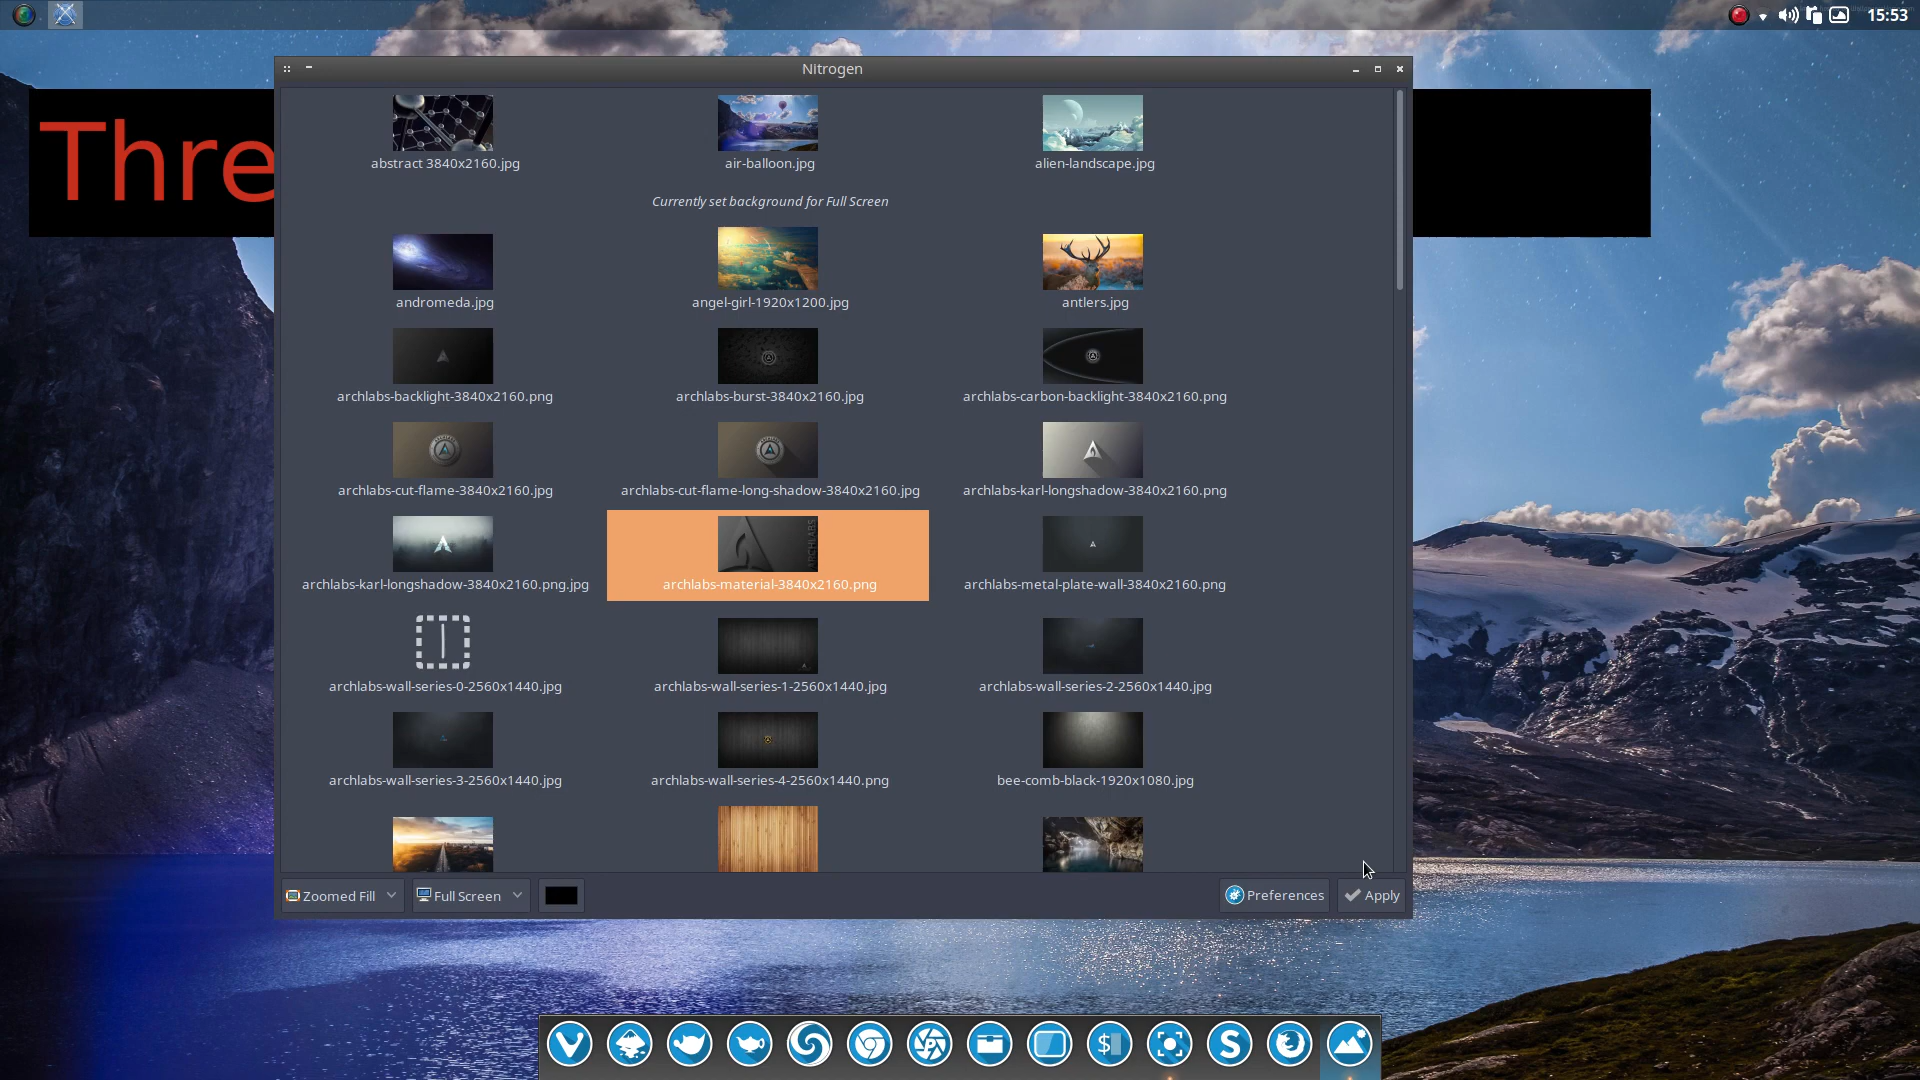 15:53
Nitrogen
Thre
abstract 3840x2160.jpg
air-balloon.jpg
alien-landscape.jpg
Currently set background for Full Screen
andromeda.jpg
angel-girl-1920x1200.jpg
antlers.jpg
archlabs-backlight-3840x2160.png
archlabs-burst-3840x2160.jpg
archlabs-carbon-backlight-3840x2160.png
archlabs-cut-flame-3840x2160.jpg
archlabs-cut-flame-long-shadow-3840x2160.jpg
archlabs-karl-longshadow-3840x2160.png
ARCHLABS
archlabs-karl-longshadow-3840x2160.png.jpg
archlabs-material-3840x2160.png
archlabs-metal-plate-wall-3840x2160.png
archlabs-wall-series-0-2560x1440.jpg
archlabs-wall-series-1-2560x1440.jpg
archlabs-wall-series-2-2560x1440.jpg
archlabs-wall-series-3-2560x1440.jpg
archlabs-wall-series-4-2560x1440.png
bee-comb-black-1920x1080.jpg
Zoomed Fill
Full Screen
Preferences
Apply